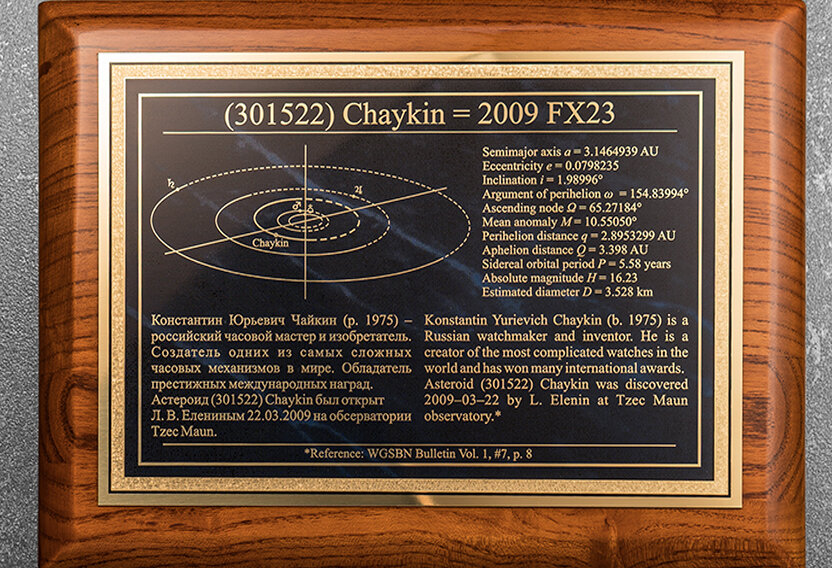 (301522) Chaykin = 2009 FX23
♄
♃
♂
♁
Chaykin
Semimajor axis a = 3.1464939 AU
Eccentricity e = 0.0798235
Inclination i = 1.98996°
Argument of perihelion ω = 154.83994°
Ascending node Ω = 65.27184°
Mean anomaly M = 10.55050°
Perihelion distance q = 2.8953299 AU
Aphelion distance Q = 3.398 AU
Sidereal orbital period P = 5.58 years
Absolute magnitude H = 16.23
Estimated diameter D = 3.528 km
Константин Юрьевич Чайкин (р. 1975) –
российский часовой мастер и изобретатель.
Создатель одних из самых сложных
часовых механизмов в мире. Обладатель
престижных международных наград.
Астероид (301522) Chaykin был открыт
Л. В. Елениным 22.03.2009 на обсерватории
Tzec Maun.
Konstantin Yurievich Chaykin (b. 1975) is a
Russian watchmaker and inventor. He is a
creator of the most complicated watches in the
world and has won many international awards.
Asteroid (301522) Chaykin was discovered
2009–03–22 by L. Elenin at Tzec Maun
observatory.*
*Reference: WGSBN Bulletin Vol. 1, #7, p. 8